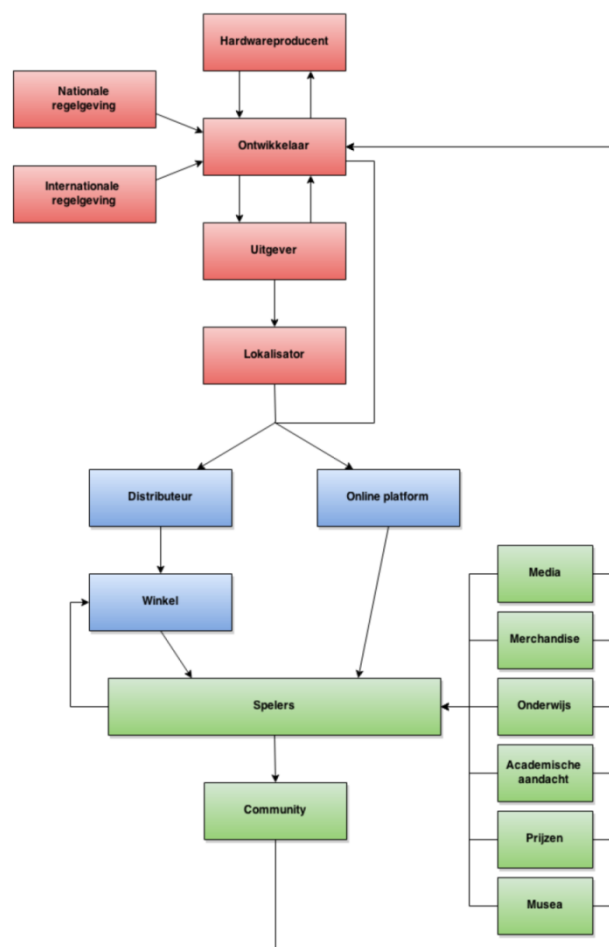 Hardwareproducent
Nationale
regelgeving
Ontwikkelaar
Internationale
regelgeving
Uitgever
Lokalisator
Distributeur
Online platform
Media
Winkel
Merchandise
Spelers
Onderwijs
Academische
aandacht
Community
Prijzen
Musea